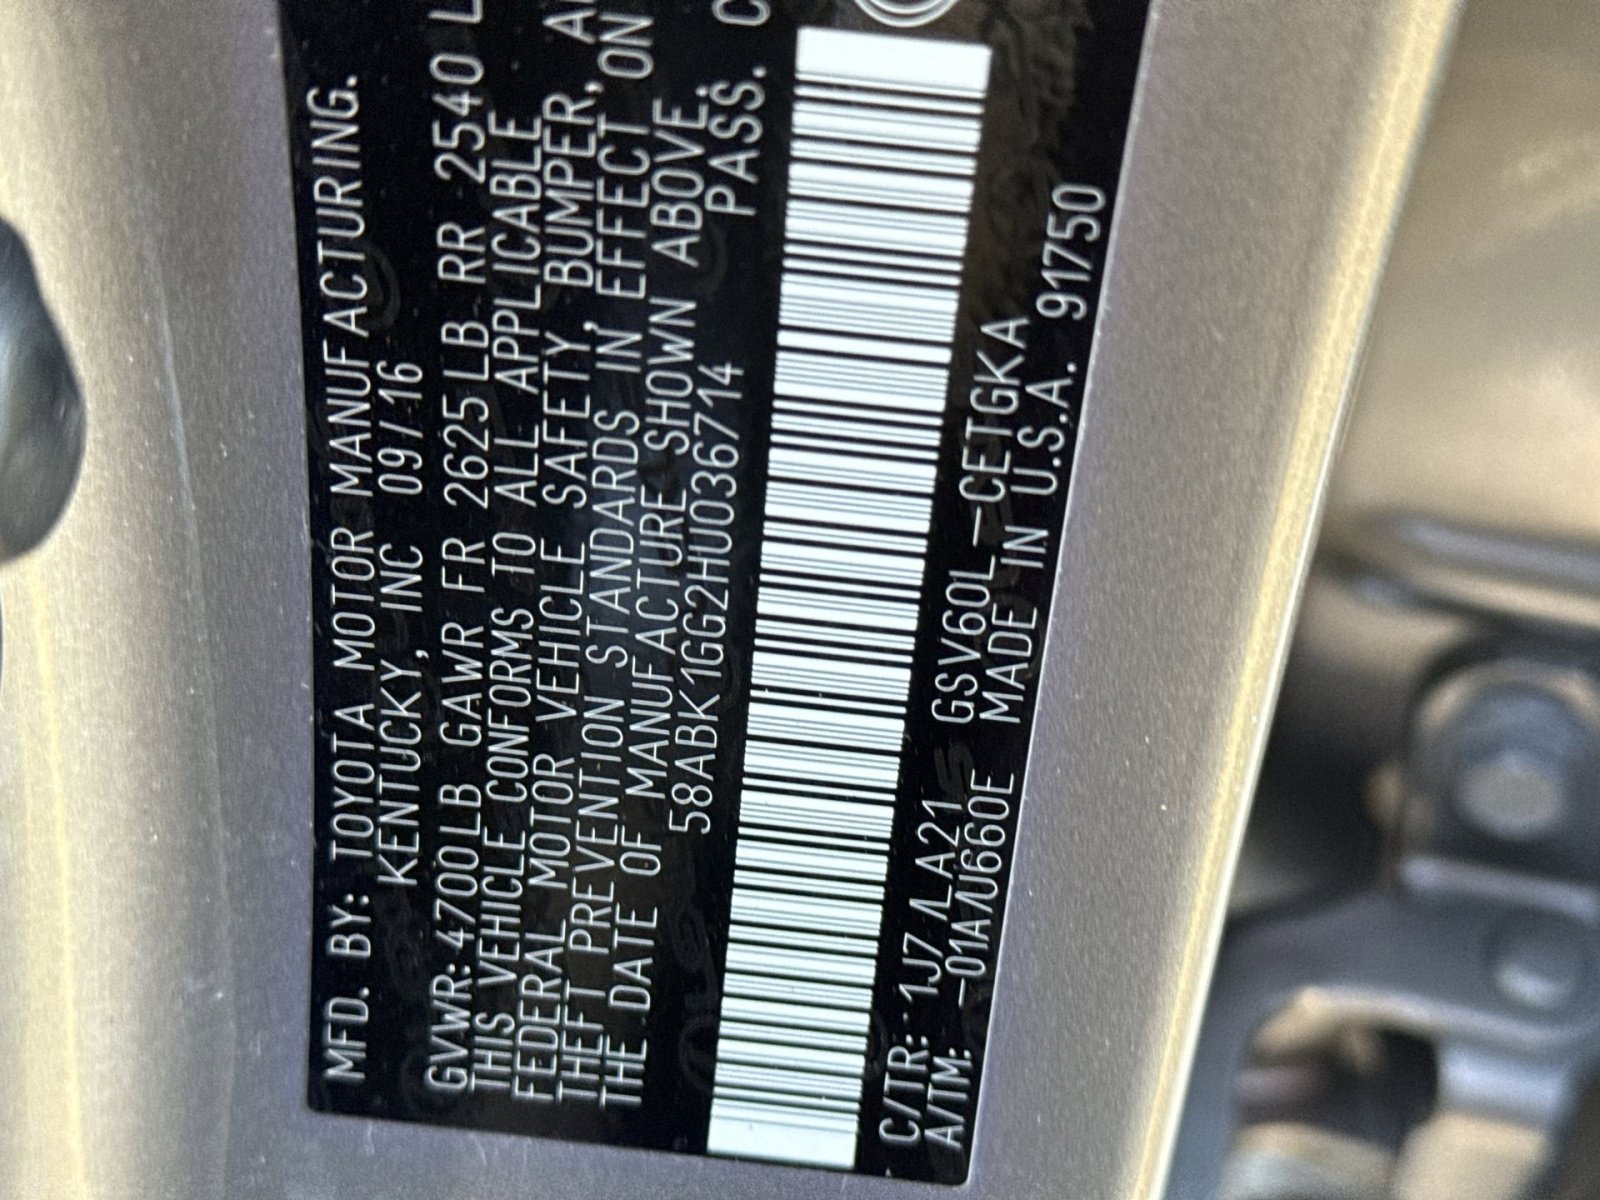 MFD. BY: TOYOTA MOTOR MANUFACTURING.
KENTUCKY, INC 09/16
GVWR: 4700LB GAWR FR 2625LB RR 2540 L
THIS VEHICLE CONFORMS TO ALL APPLICABLE
FEDERAL MOTOR VEHICLE SAFETY, BUMPER, A
THEFT PREVENTION STANDARDS IN EFFECT ON
THE DATE OF MANUFACTURE SHOWN ABOVE.
58ABK1GG2HU036714 PASS. C
C/TR: 1J7/LA21 GSV60L-CETGKA
A/TM: -01A/U660E MADE IN U.S.A. 91750